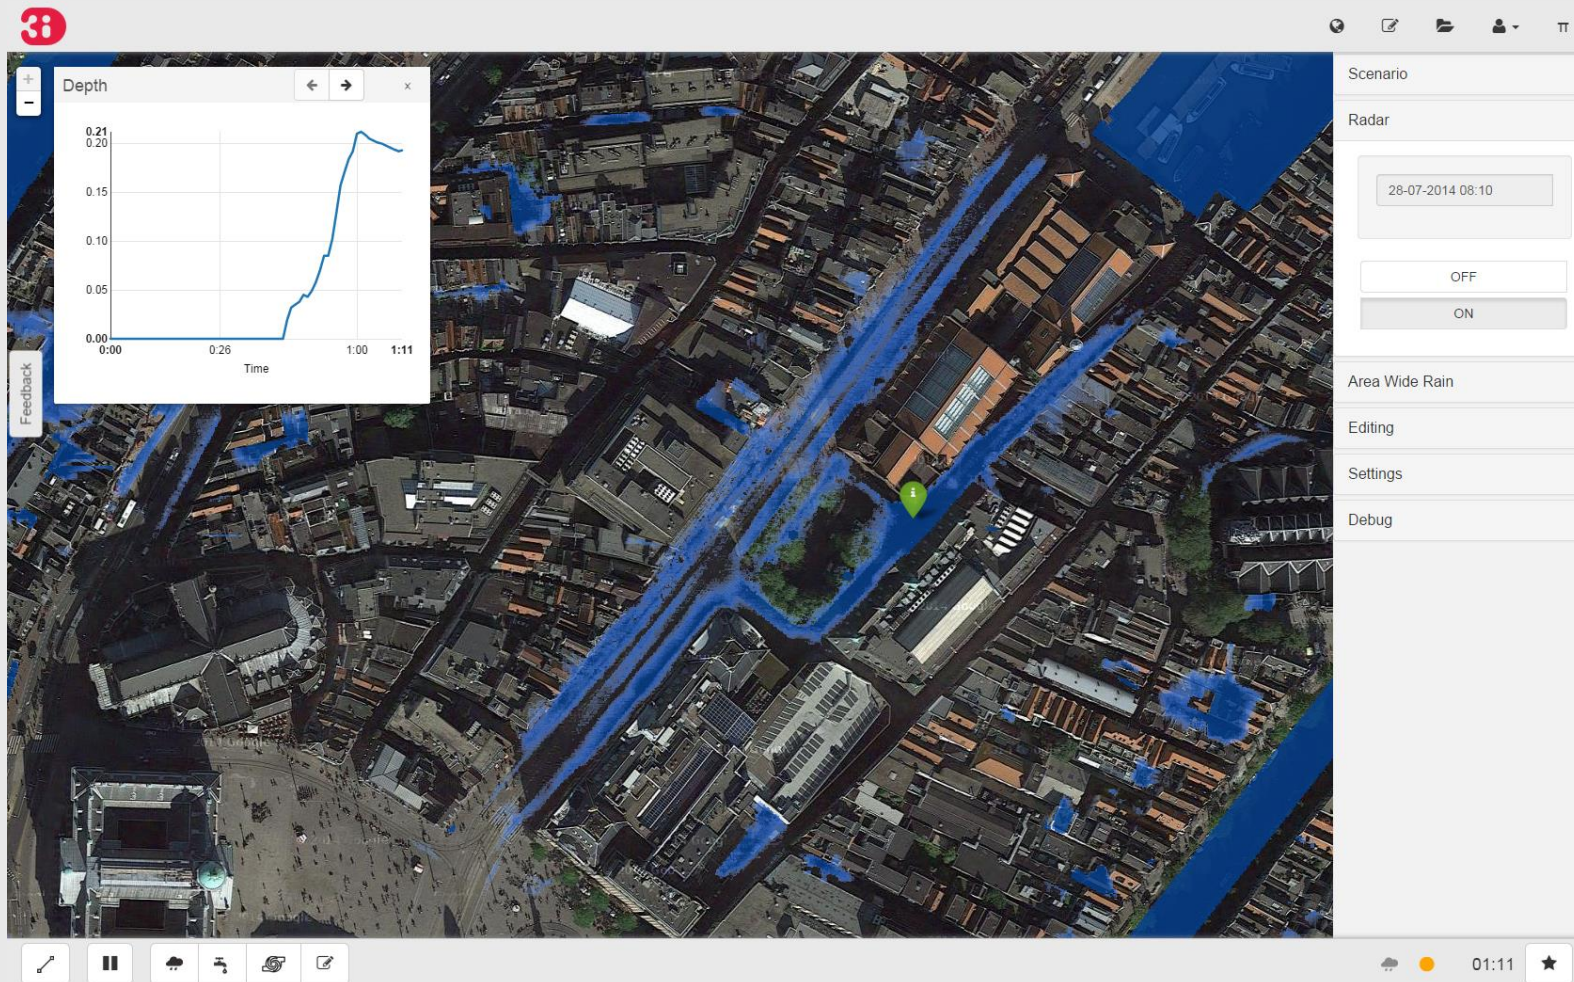 3i
Depth
x
0.21
0.20
0.15
0.10
0.05
0.00
0:00 0:26 1:00 1:11
Time
+
-
Feedback
Scenario
Radar
28-07-2014 08:10
OFF
ON
Area Wide Rain
Editing
Settings
Debug
01:11